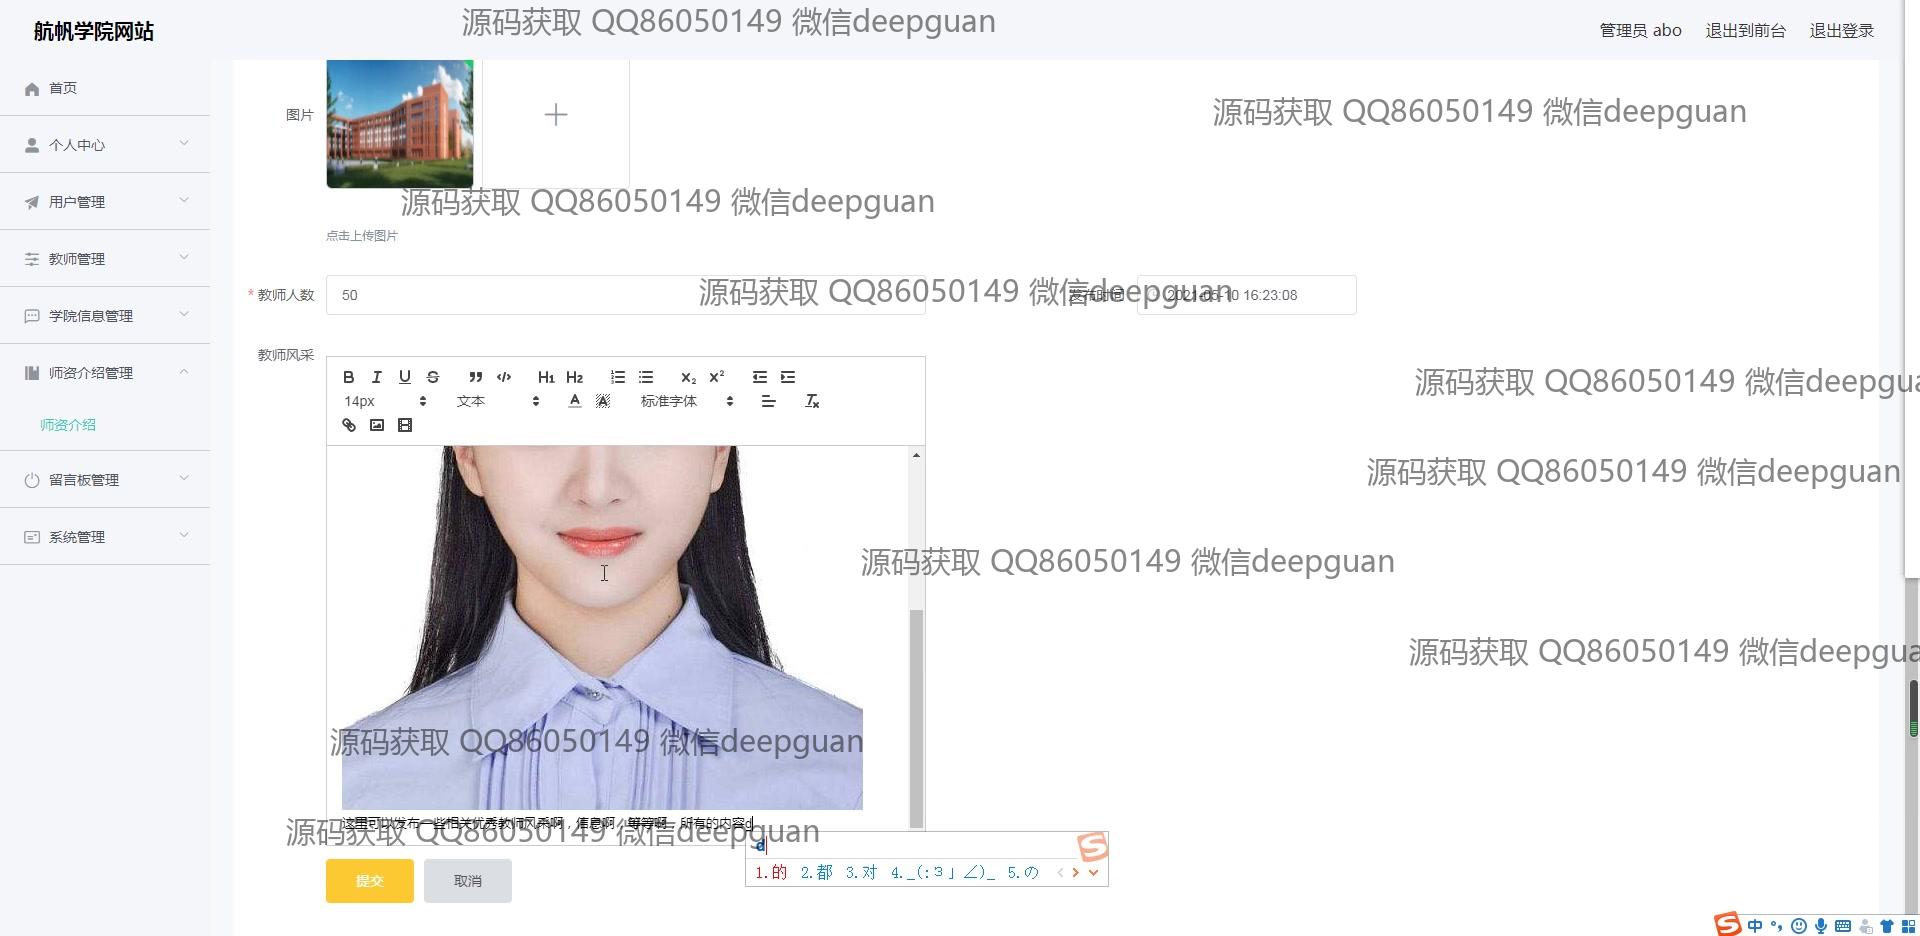 航帆学院网站
源码获取 QQ86050149 微信deepguan
管理员 abo 退出到前台 退出登录
首页
个人中心
用户管理
教师管理
学院信息管理
师资介绍管理
师资介绍
留言板管理
系统管理
图片
源码获取 QQ86050149 微信deepguan
源码获取 QQ86050149 微信deepguan
点击上传图片
* 教师人数 50
源码获取 QQ86050149 微信deepguan
发布时间 2021-05-10 16:23:08
教师风采
B I U S ” </> H1 H2 X2 X2
14px 文本 A A 标准字体 Tx
源码获取 QQ86050149 微信deepgua
源码获取 QQ86050149 微信deepguan
源码获取 QQ86050149 微信deepguan
源码获取 QQ86050149 微信deepgua
源码获取 QQ86050149 微信deepguan
这里可以发布一些相关优秀教师风采啊，信息啊，等等啊，所有的内容d
源码获取 QQ86050149 微信deepguan
d
1.的 2.都 3.对 4._(:з」∠)_ 5.の
提交 取消
S 中